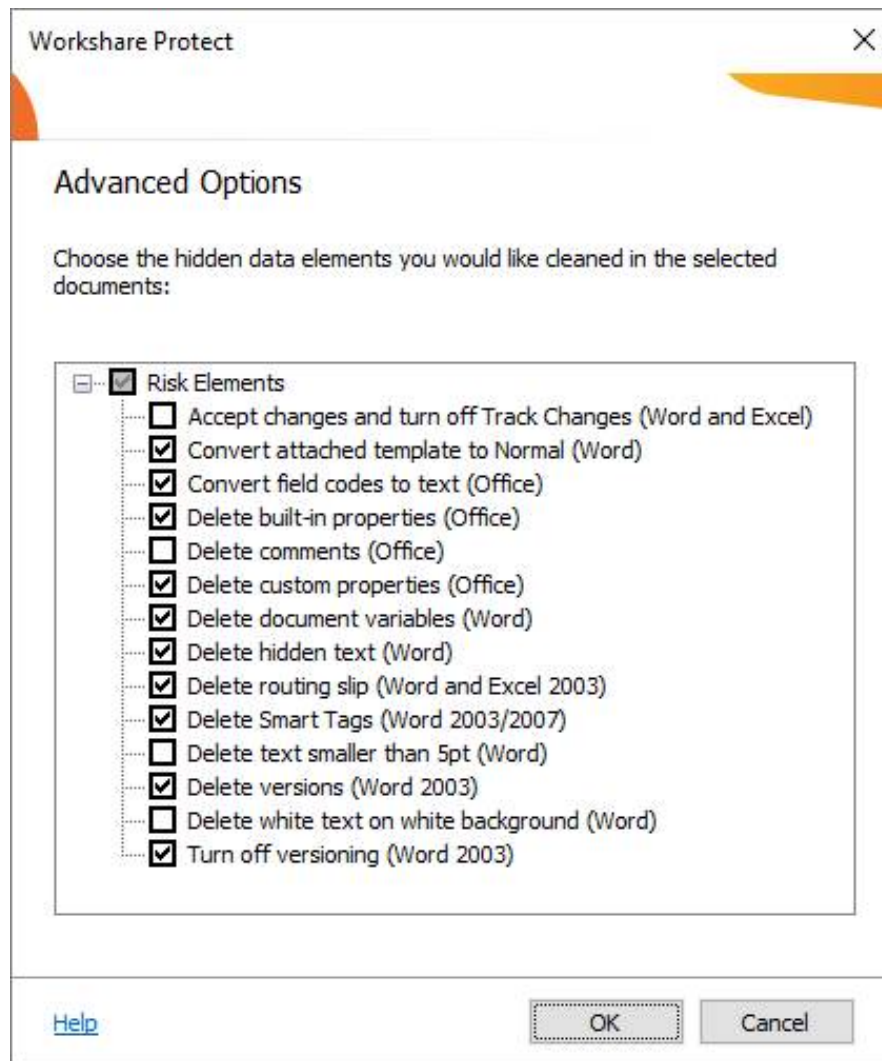 Workshare Protect
Advanced Options
Choose the hidden data elements you would like cleaned in the selected
documents:
Risk Elements
Accept changes and turn off Track Changes (Word and Excel)
Convert attached template to Normal (Word)
Convert field codes to text (Office)
Delete built-in properties (Office)
Delete comments (Office)
Delete custom properties (Office)
Delete document variables (Word)
Delete hidden text (Word)
Delete routing slip (Word and Excel 2003)
Delete Smart Tags (Word 2003/2007)
Delete text smaller than 5pt (Word)
Delete versions (Word 2003)
Delete white text on white background (Word)
Turn off versioning (Word 2003)
Help
OK
Cancel